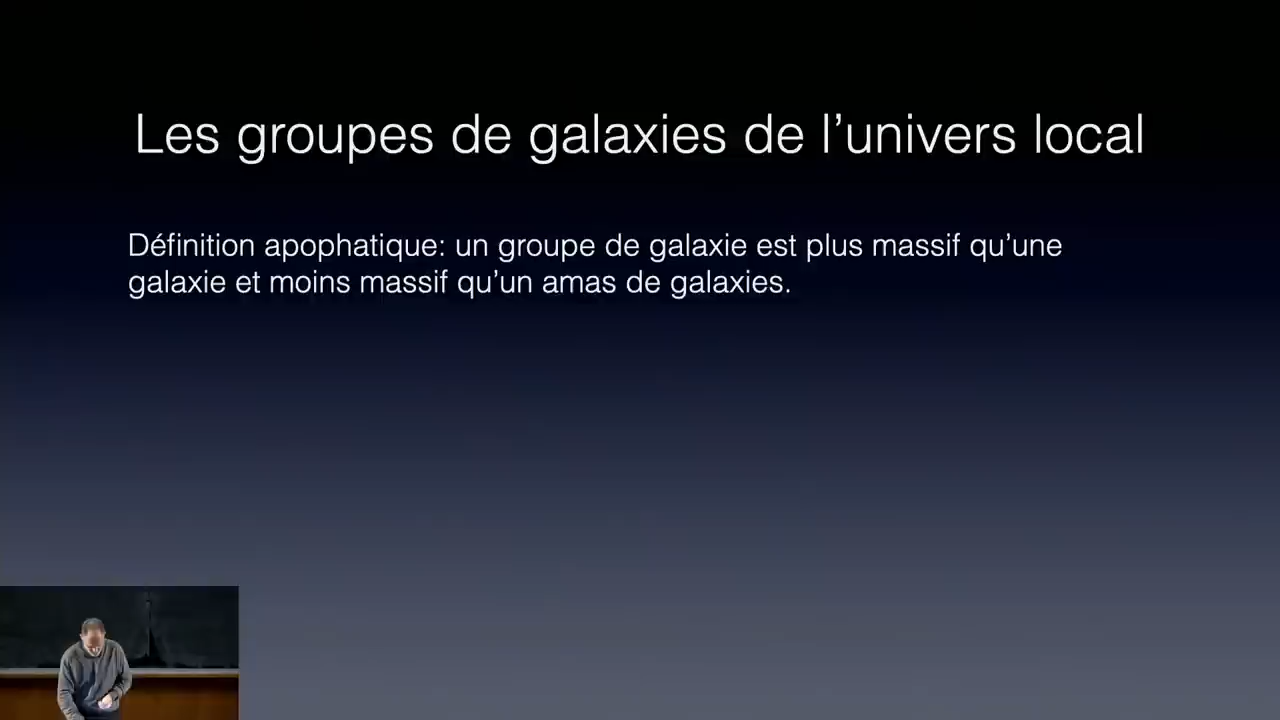 Les groupes de galaxies de l’univers local
Définition apophatique: un groupe de galaxie est plus massif qu’une
galaxie et moins massif qu’un amas de galaxies.